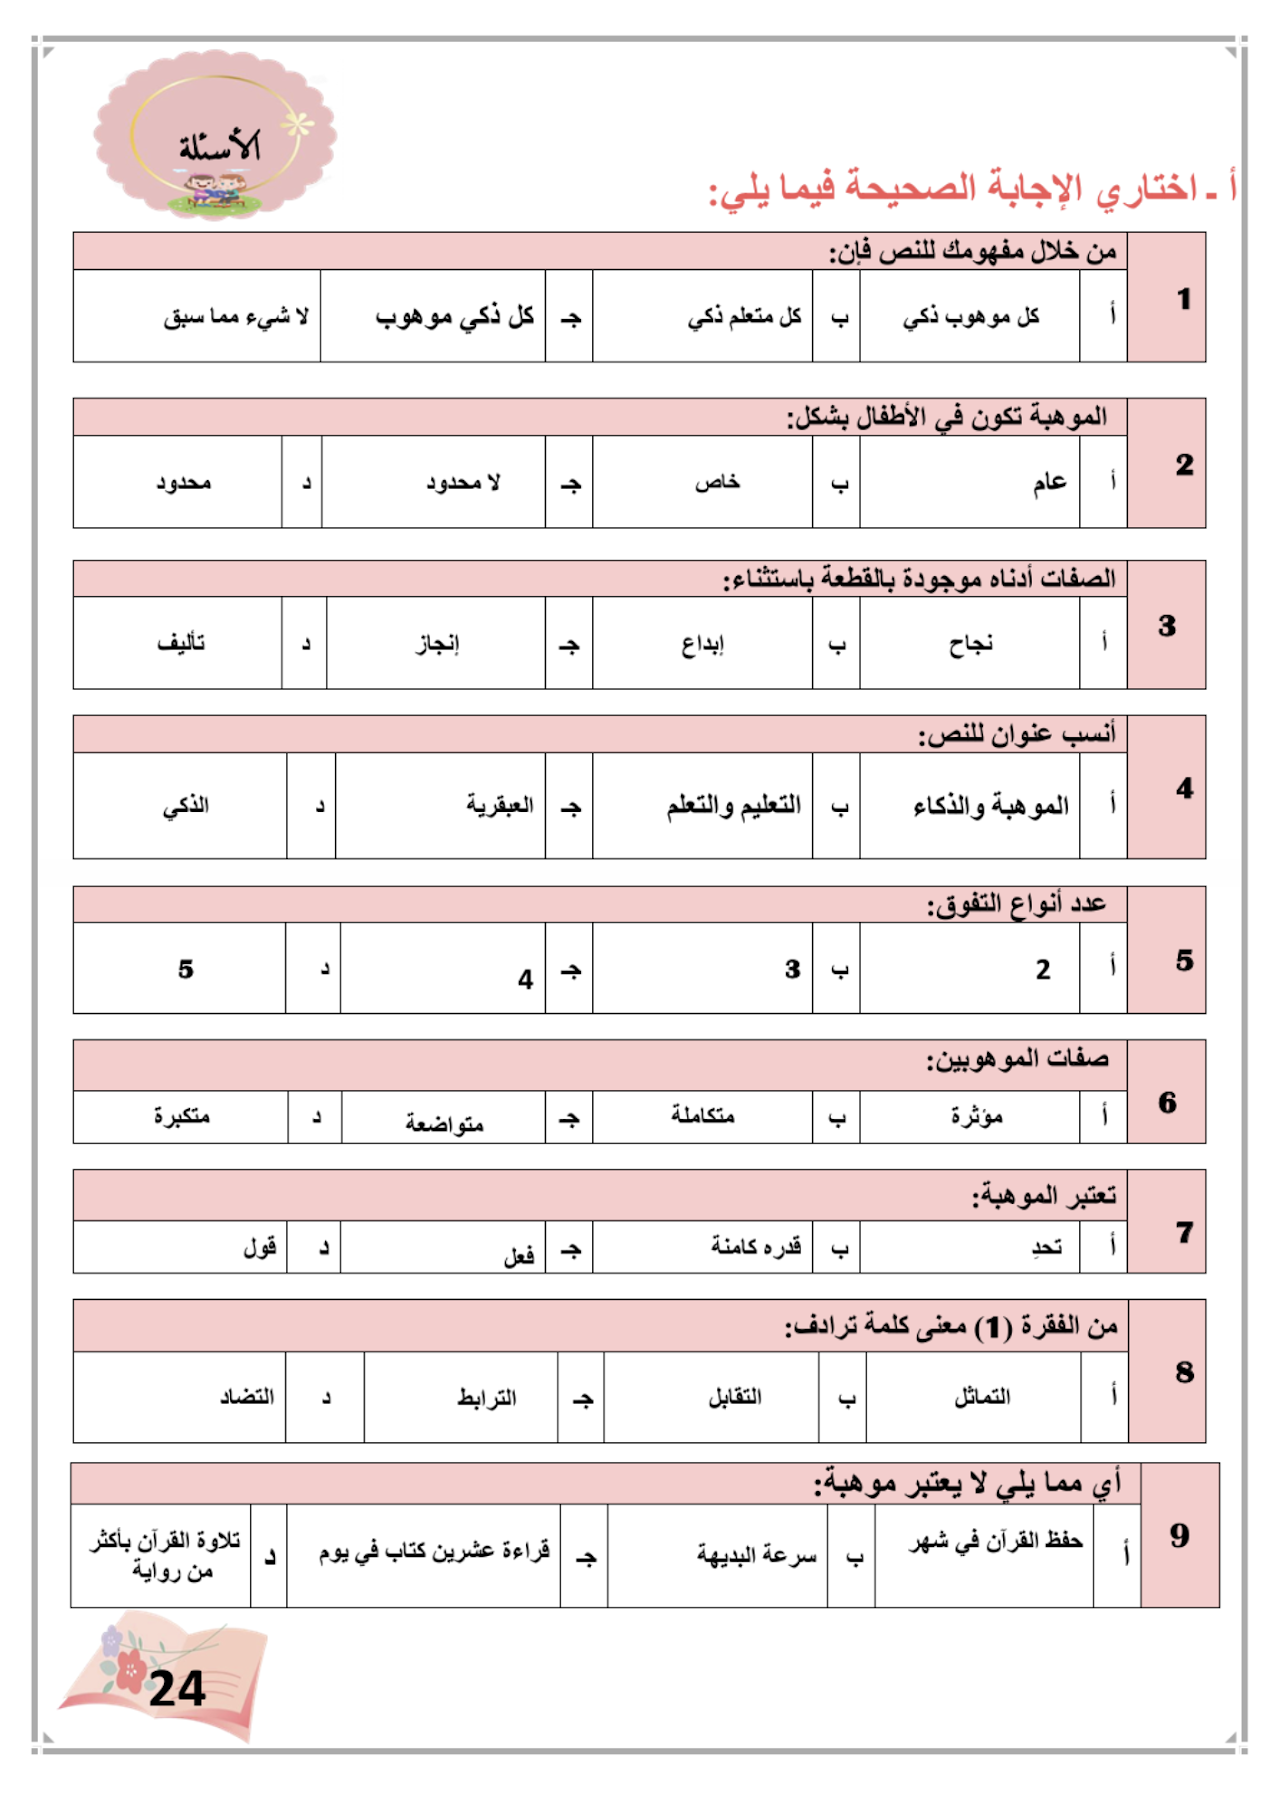 الأسئلة
أ ـ اختاري الإجابة الصحيحة فيما يلي:
1
من خلال مفهومك للنص فإن:
أ كل موهوب ذكي ب كل متعلم ذكي جـ كل ذكي موهوب لا شيء مما سبق
2
الموهبة تكون في الأطفال بشكل:
أ عام ب خاص جـ لا محدود د محدود
3
الصفات أدناه موجودة بالقطعة باستثناء:
أ نجاح ب إبداع جـ إنجاز د تأليف
4
أنسب عنوان للنص:
أ الموهبة والذكاء ب التعليم والتعلم جـ العبقرية د الذكي
5
عدد أنواع التفوق:
أ 2 ب 3 جـ 4 د 5
6
صفات الموهوبين:
أ مؤثرة ب متكاملة جـ متواضعة د متكبرة
7
تعتبر الموهبة:
أ تحدِ ب قدره كامنة جـ فعل د قول
8
من الفقرة (1) معنى كلمة ترادف:
أ التماثل ب التقابل جـ الترابط د التضاد
9
أي مما يلي لا يعتبر موهبة:
أ حفظ القرآن في شهر ب سرعة البديهة جـ قراءة عشرين كتاب في يوم د تلاوة القرآن بأكثر
من رواية
24